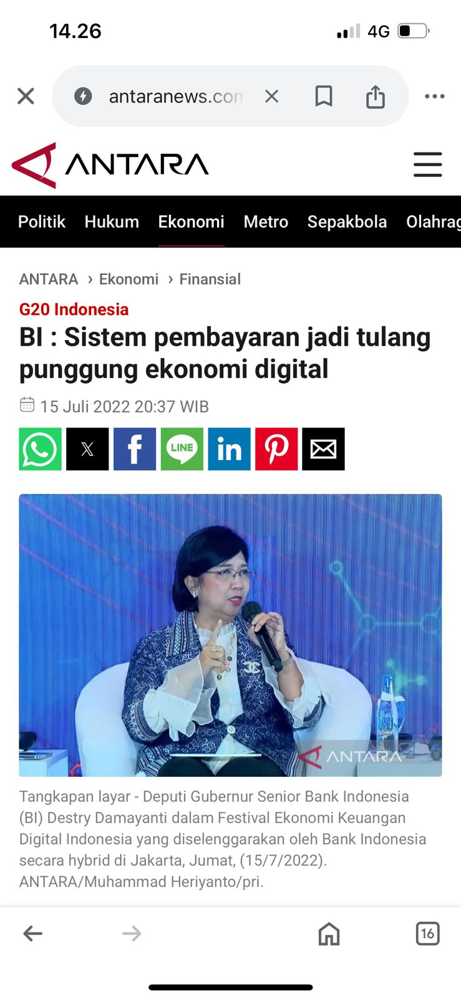 14.26
4G
antaranews.com
ANTARA
Politik Hukum Ekonomi Metro Sepakbola Olahrag
ANTARA › Ekonomi › Finansial
G20 Indonesia
BI : Sistem pembayaran jadi tulang
punggung ekonomi digital
15 Juli 2022 20:37 WIB
LINE
in
ANTARA
Tangkapan layar - Deputi Gubernur Senior Bank Indonesia
(BI) Destry Damayanti dalam Festival Ekonomi Keuangan
Digital Indonesia yang diselenggarakan oleh Bank Indonesia
secara hybrid di Jakarta, Jumat, (15/7/2022).
ANTARA/Muhammad Heriyanto/pri.
16